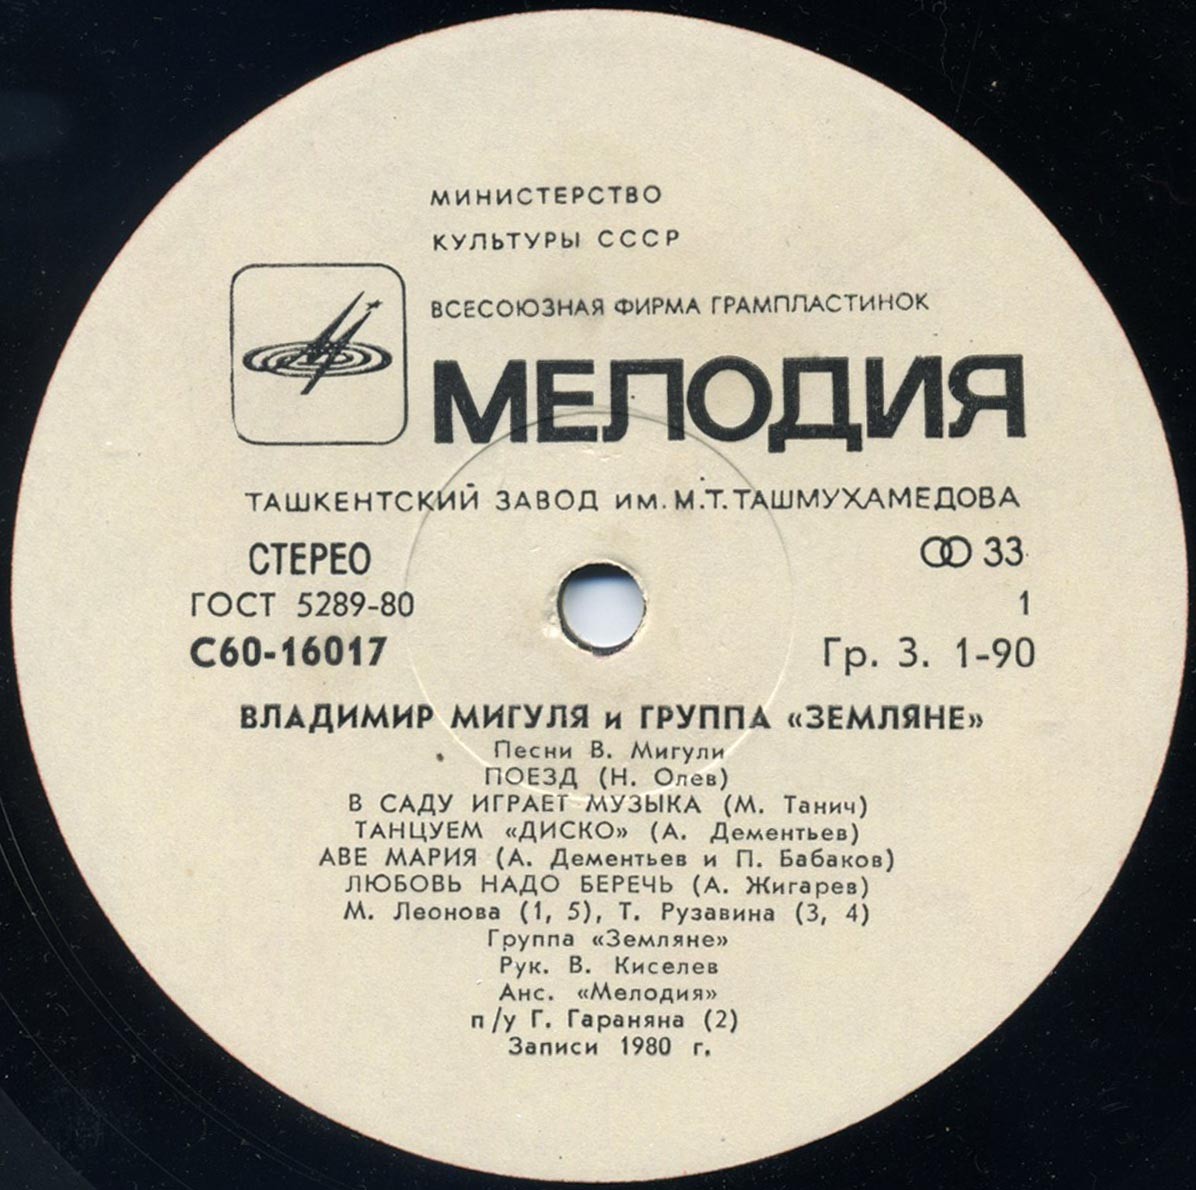 МИНИСТЕРСТВО
КУЛЬТУРЫ СССР
ВСЕСОЮЗНАЯ ФИРМА ГРАМПЛАСТИНОК
МЕЛОДИЯ
ТАШКЕНТСКИЙ ЗАВОД им. М.Т.ТАШМУХАМЕДОВА
СТЕРЕО 33
ГОСТ 5289-80 1
С60-16017 Гр. 3. 1-90
ВЛАДИМИР МИГУЛЯ и ГРУППА «ЗЕМЛЯНЕ»
Песни В. Мигули
ПОЕЗД (Н. Олев)
В САДУ ИГРАЕТ МУЗЫКА (М. Танич)
ТАНЦУЕМ «ДИСКО» (А. Дементьев)
АВЕ МАРИЯ (А. Дементьев и П. Бабаков)
ЛЮБОВЬ НАДО БЕРЕЧЬ (А. Жигарев)
М. Леонова (1, 5), Т. Рузавина (3, 4)
Группа «Земляне»
Рук. В. Киселев
Анс. «Мелодия»
п/у Г. Гараняна (2)
Записи 1980 г.